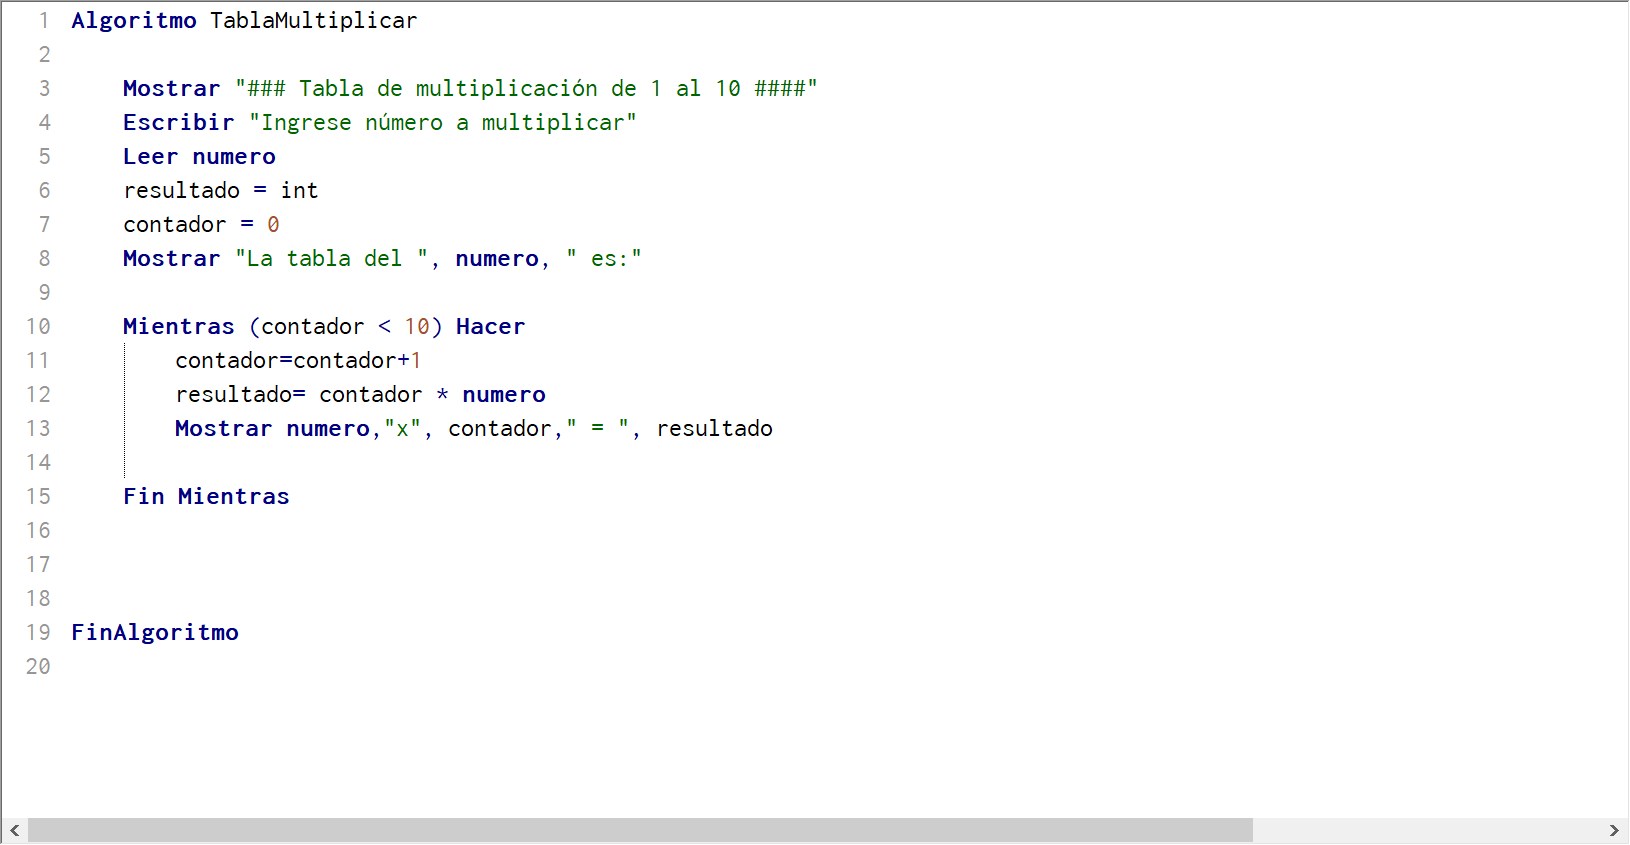 1 Algoritmo TablaMultiplicar
2
3 Mostrar "### Tabla de multiplicación de 1 al 10 ####"
4 Escribir "Ingrese número a multiplicar"
5 Leer numero
6 resultado = int
7 contador = 0
8 Mostrar "La tabla del ", numero, " es:"
9
10 Mientras (contador < 10) Hacer
11 contador=contador+1
12 resultado= contador * numero
13 Mostrar numero,"x", contador," = ", resultado
14
15 Fin Mientras
16
17
18
19 FinAlgoritmo
20